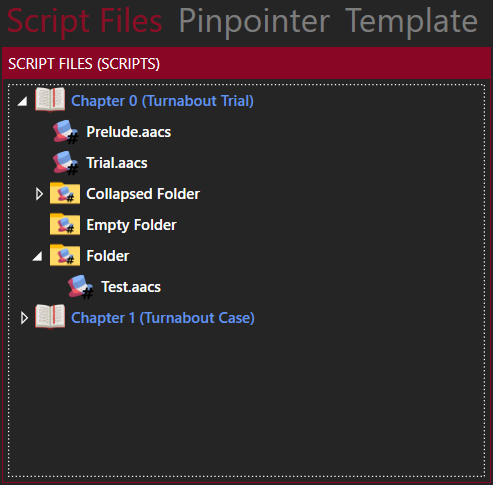 Script Files Pinpointer Template
SCRIPT FILES (SCRIPTS)
Chapter 0 (Turnabout Trial)
# Prelude.aacs
# Trial.aacs
# Collapsed Folder
# Empty Folder
# Folder
# Test.aacs
Chapter 1 (Turnabout Case)